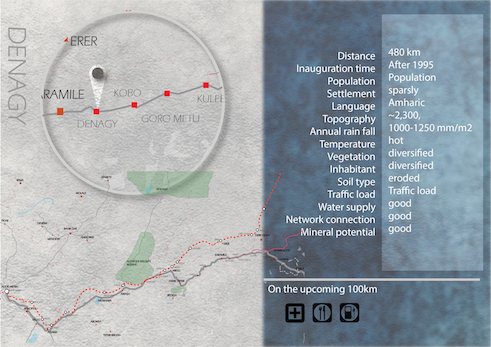 DENAGY
ERER
ARAMILE
KOBO
KULEB
DENAGY
GORO METU
Distance 480 km
Inauguration time After 1995
Population Population
Settlement sparsly
Language Amharic
Topography ~2,300,
Annual rain fall 1000-1250 mm/m2
Temperature hot
Vegetation diversified
Inhabitant diversified
Soil type eroded
Traffic load Traffic load
Water supply good
Network connection good
Mineral potential good
On the upcoming 100km